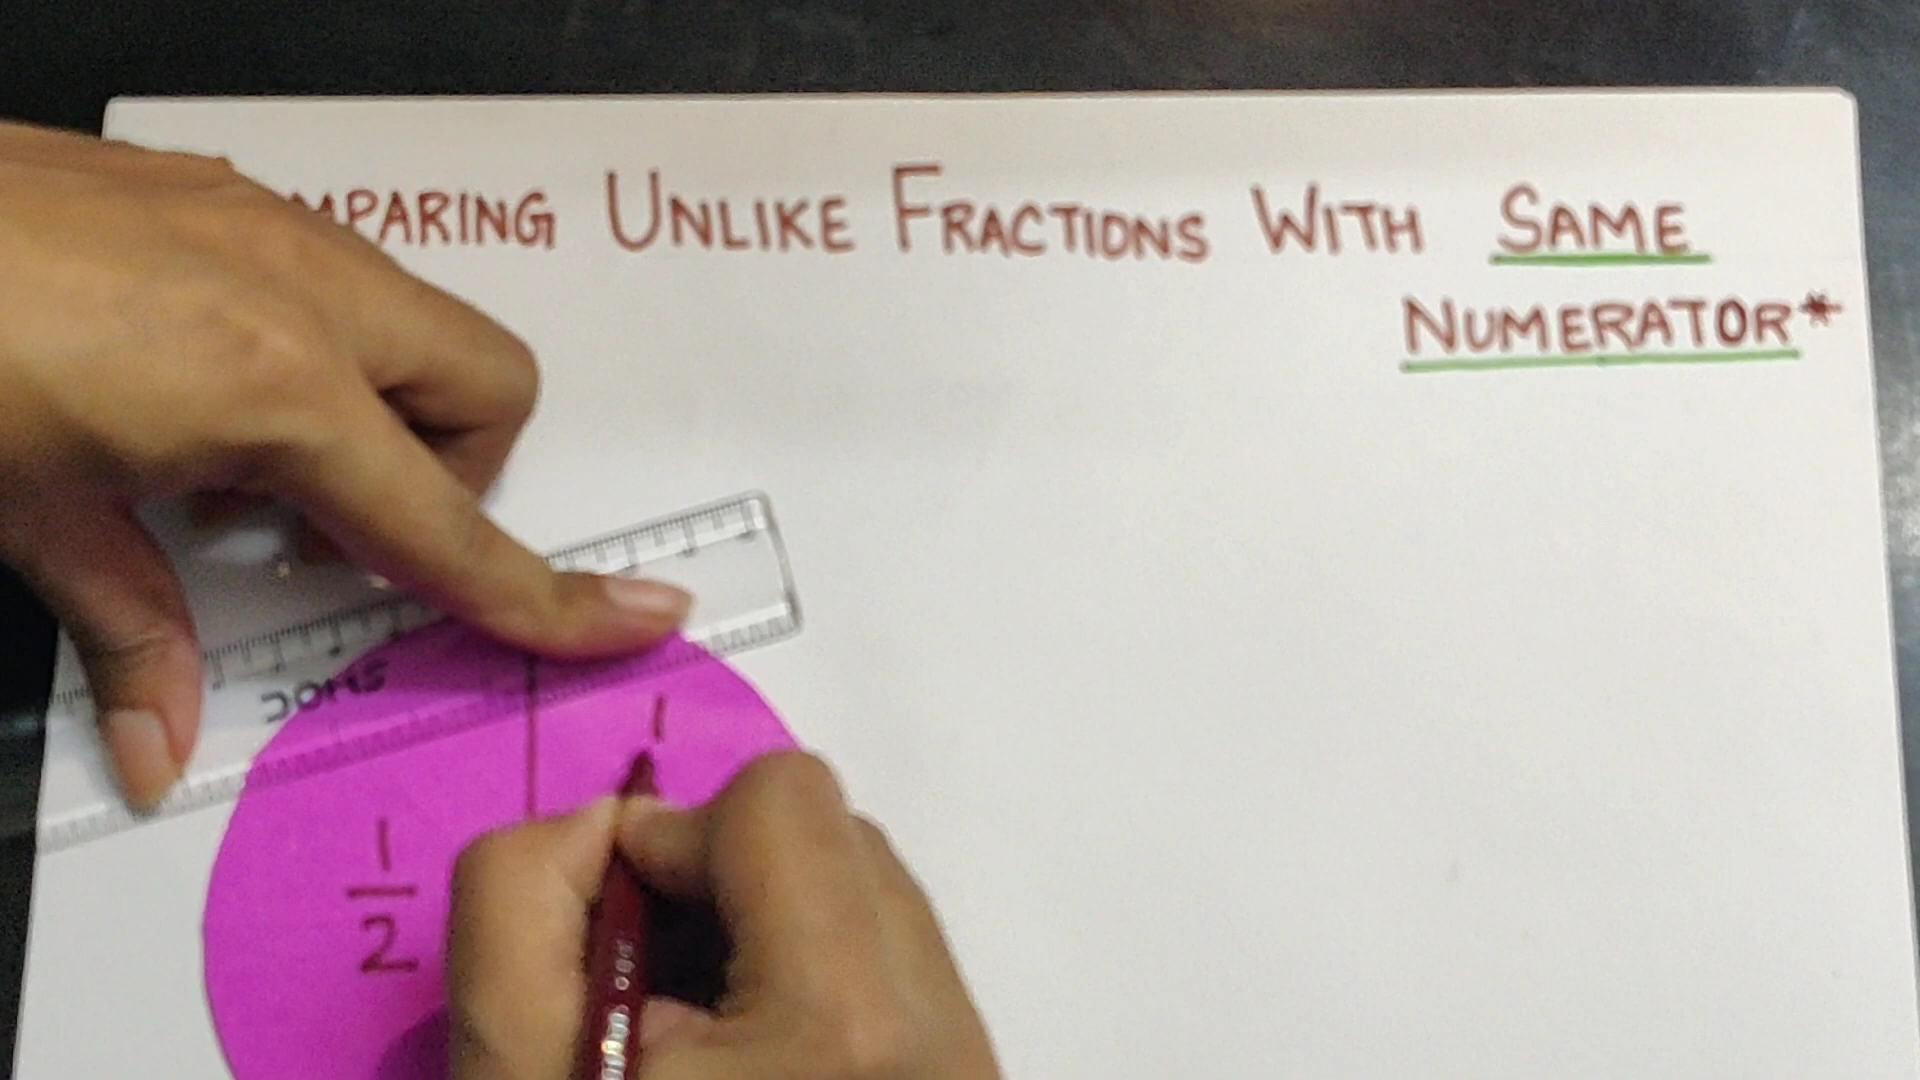 MPARING UNLIKE FRACTIONS WITH SAME
NUMERATOR*
DOMS
1
1
2